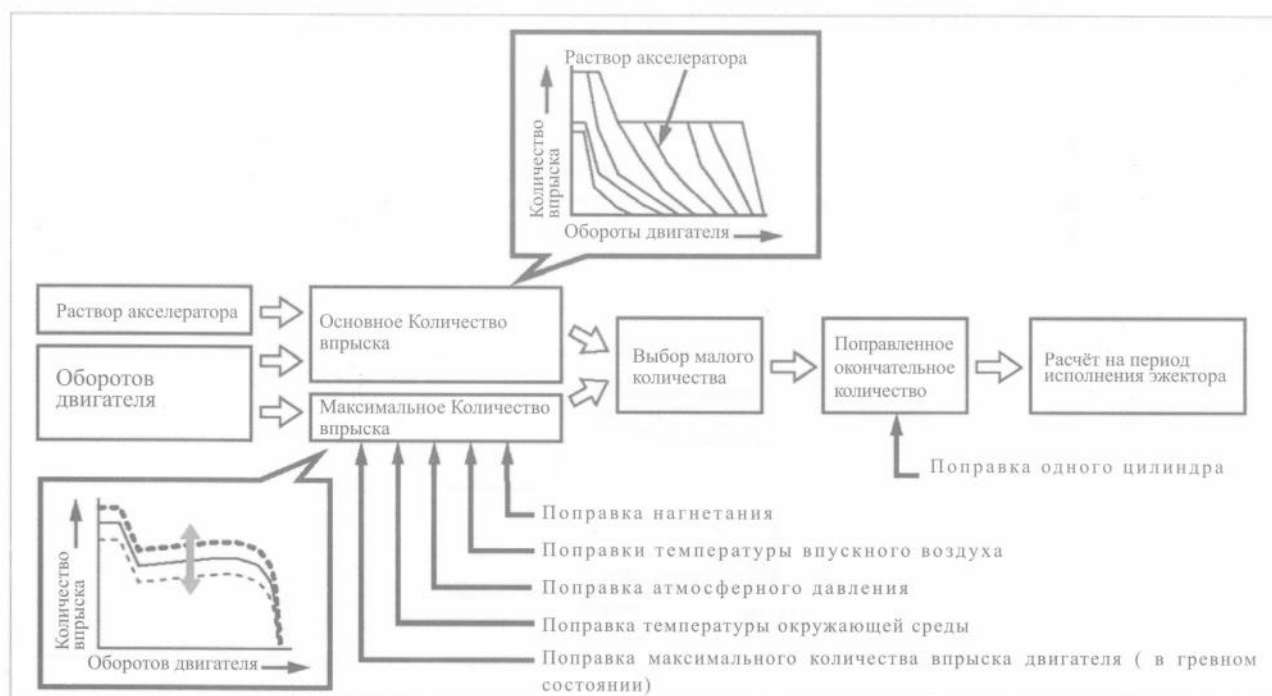 Раствор акселератора
Количество
впрыска
Обороты двигателя
Раствор акселератора
Оборотов
двигателя
Основное Количество
впрыска
Максимальное Количество
впрыска
Выбор малого
количества
Поправленное
окончательное
количество
Расчёт на период
исполнения эжектора
Поправка одного цилиндра
Поправка нагнетания
Поправки температуры впускного воздуха
Поправка атмосферного давления
Поправка температуры окружающей среды
Поправка максимального количества впрыска двигателя ( в гревном
состоянии)
Количество
впрыска
Оборотов двигателя